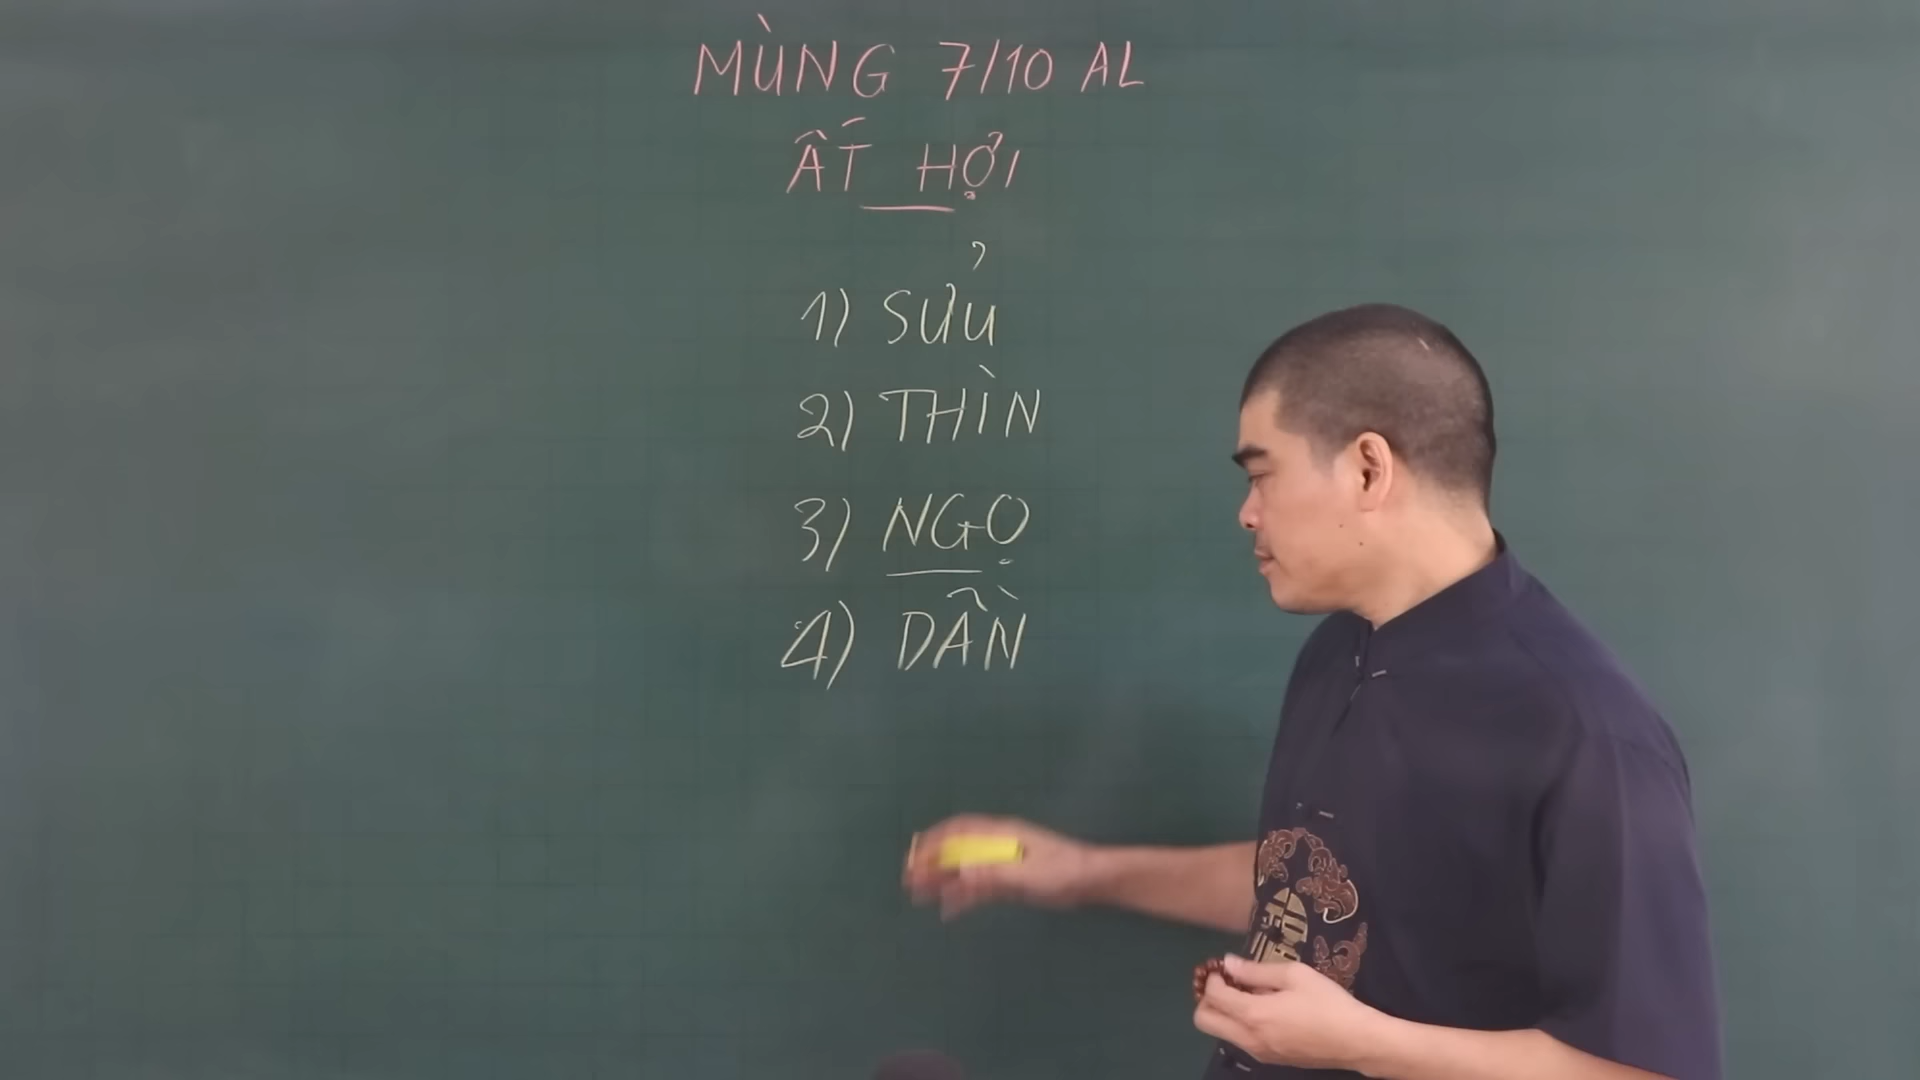 MÙNG 7/10 AL
ẤT HỢI
1) SỬU
2) THÌN
3) NGỌ
4) DẦN